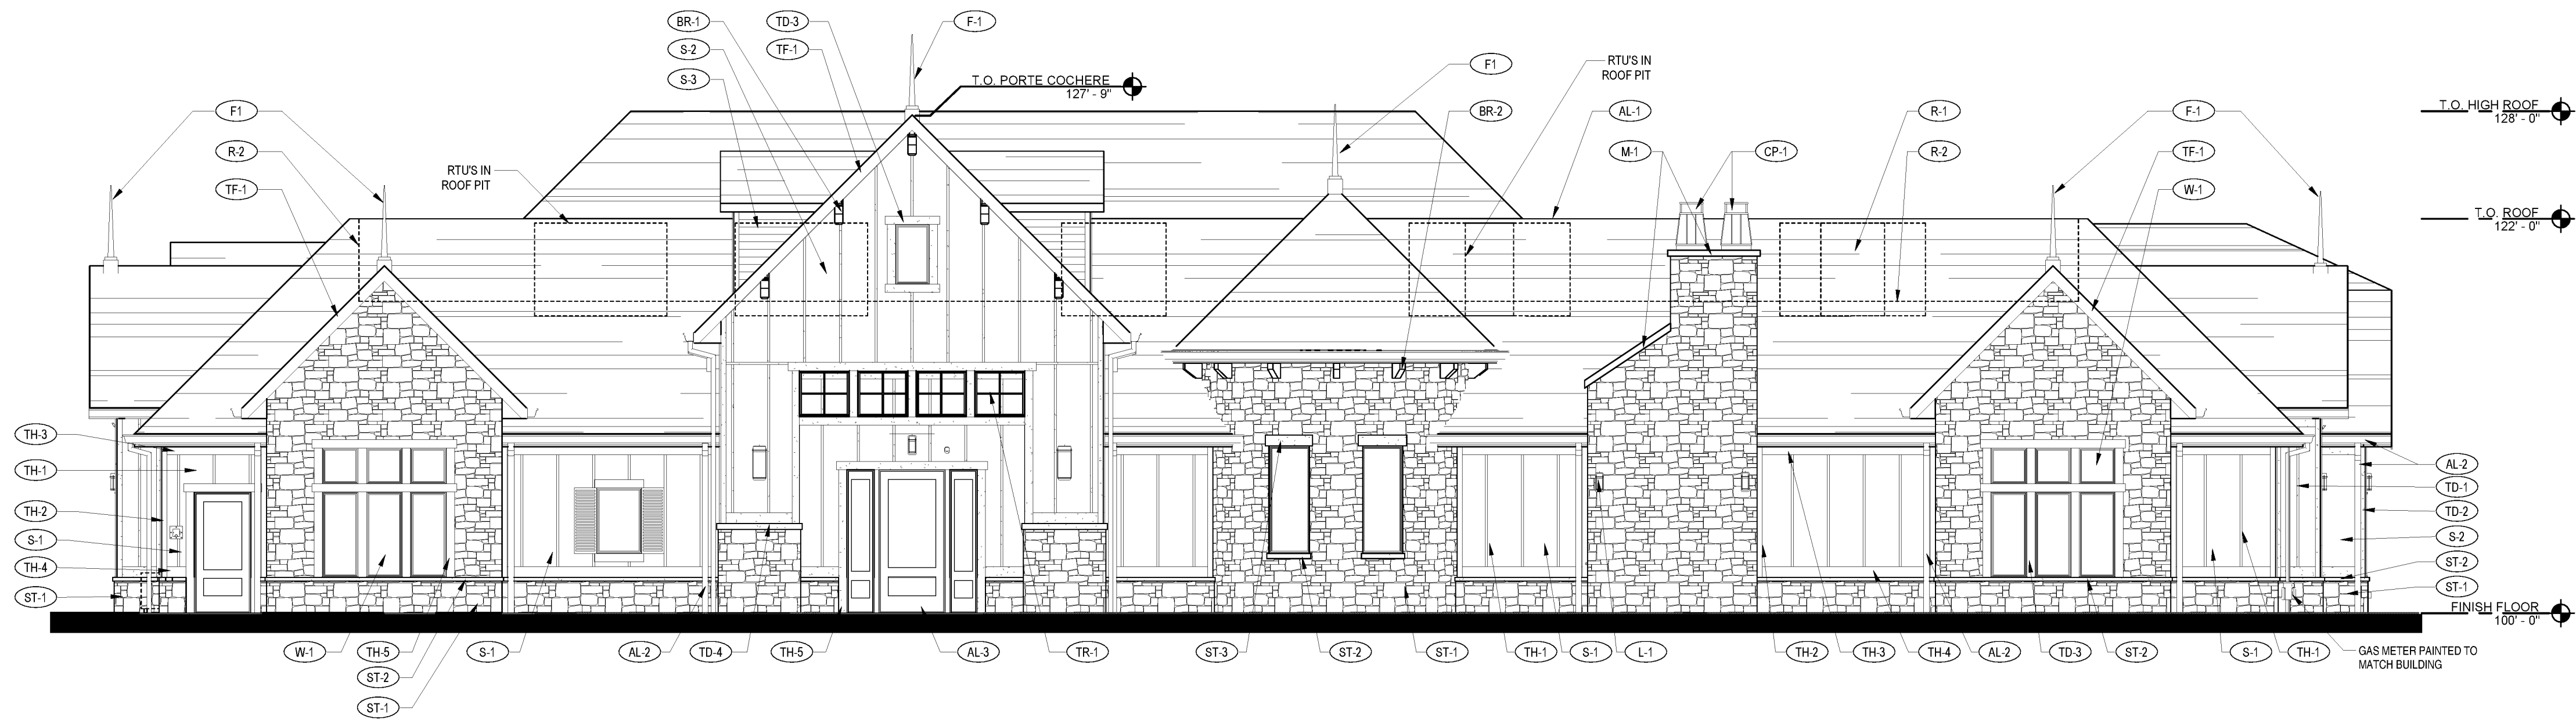 BR-1
TD-3
F-1
S-2
TF-1
S-3
T.O. PORTE COCHERE
127' - 9"
F1
RTU'S IN
ROOF PIT
F1
BR-2
AL-1
R-1
F-1
T.O. HIGH ROOF
128' - 0"
R-2
M-1
CP-1
R-2
TF-1
RTU'S IN
ROOF PIT
TF-1
W-1
T.O. ROOF
122' - 0"
TH-3
TH-1
TH-2
S-1
TH-4
ST-1
AL-2
TD-1
TD-2
S-2
ST-2
ST-1
FINISH FLOOR
100' - 0"
W-1
TH-5
S-1
AL-2
TD-4
TH-5
AL-3
TR-1
ST-3
ST-2
ST-1
TH-1
S-1
L-1
TH-2
TH-3
TH-4
AL-2
TD-3
ST-2
S-1
TH-1
GAS METER PAINTED TO
MATCH BUILDING
ST-2
ST-1